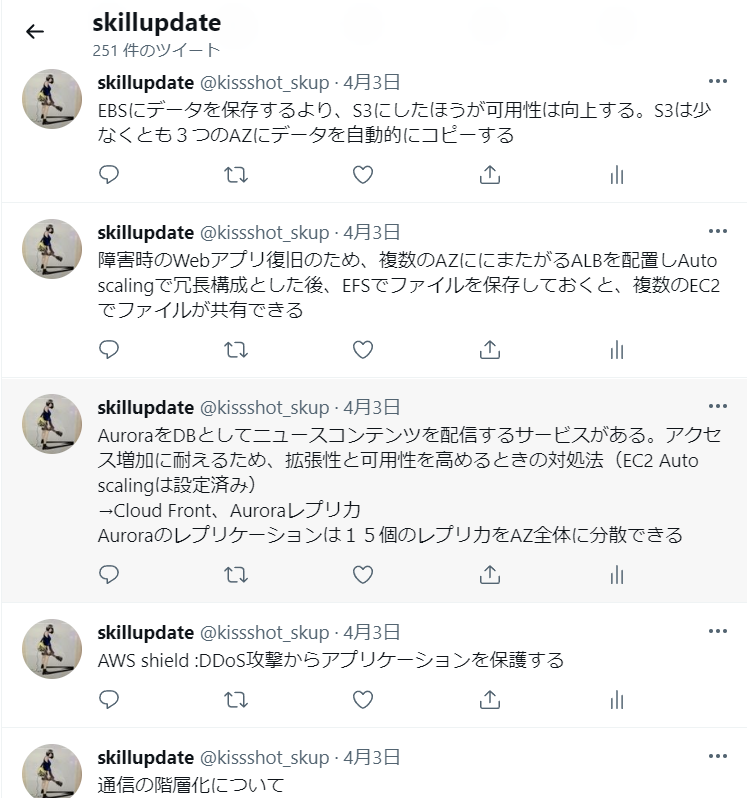 skillupdate
251 件のツイート
skillupdate @kissshot_skup · 4月3日
EBSにデータを保存するより、S3にしたほうが可用性は向上する。S3は少
なくとも３つのAZにデータを自動的にコピーする
skillupdate @kissshot_skup · 4月3日
障害時のWebアプリ復旧のため、複数のAZににまたがるALBを配置しAuto
scalingで冗長構成とした後、EFSでファイルを保存しておくと、複数のEC2
でファイルが共有できる
skillupdate @kissshot_skup · 4月3日
AuroraをDBとしてニュースコンテンツを配信するサービスがある。アクセ
ス増加に耐えるため、拡張性と可用性を高めるときの対処法（EC2 Auto
scalingは設定済み）
→Cloud Front、Auroraレプリカ
Auroraのレプリケーションは１５個のレプリカをAZ全体に分散できる
skillupdate @kissshot_skup · 4月3日
AWS shield :DDoS攻撃からアプリケーションを保護する
skillupdate @kissshot_skup · 4月3日
通信の階層化について